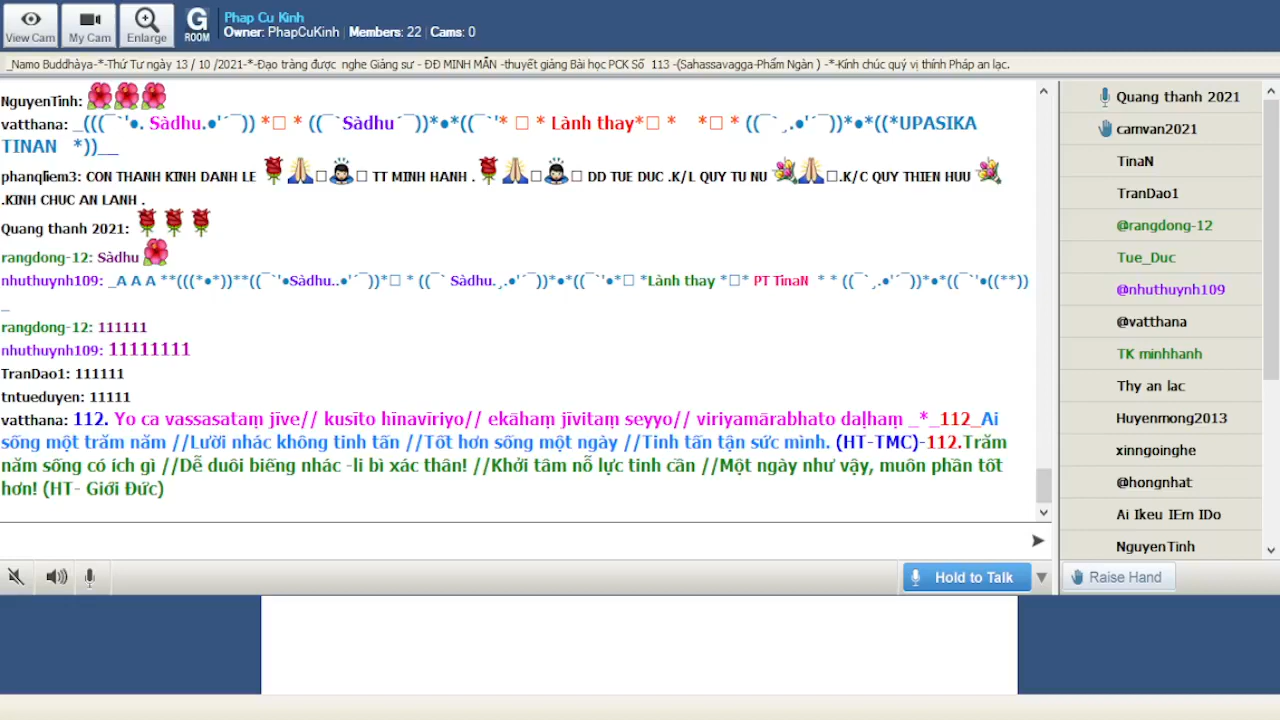 View Cam
My Cam
Enlarge
G
ROOM
Phap Cu Kinh
Owner: PhapCuKinh | Members: 22 | Cams: 0
_Namo Buddhàya-*-Thứ Tư ngày 13 / 10 /2021-*-Đạo tràng được nghe Giảng sư - ĐĐ MINH MẪN -thuyết giảng Bài học PCK Số 113 -(Sahassavagga-Phẩm Ngàn ) -*-Kính chúc quý vị thính Pháp an lạc.
NguyenTinh:
vatthana: _(((¯`'•. Sàdhu.•'´¯)) *□ * ((¯`Sàdhu´¯))*•*((¯`'* □ * Lành thay*□ * *□ * ((¯`¸.•'´¯))*•*((*UPASIKA
TINAN *))__
phanqliem3: CON THANH KINH DANH LE □□ TT MINH HANH . □□ DD TUE DUC .K/L QUY TU NU □.K/C QUY THIEN HUU
.KINH CHUC AN LANH .
Quang thanh 2021:
rangdong-12: Sàdhu
nhuthuynh109: _A A A **(((*•*))**((¯`'•Sàdhu..•'´¯))*□ * ((¯` Sàdhu.¸.•'´¯))*•*((¯`'•*□ *Lành thay *□* PT TinaN * * ((¯`¸.•'´¯))*•*((¯`'•((**))
_
rangdong-12: 111111
nhuthuynh109: 11111111
TranDao1: 111111
tntueduyen: 11111
vatthana: 112. Yo ca vassasataṃ jīve// kusīto hīnavīriyo// ekāhaṃ jīvitaṃ seyyo// viriyamārabhato daḷhaṃ _*_112_Ai
sống một trăm năm //Lười nhác không tinh tấn //Tốt hơn sống một ngày //Tinh tấn tận sức mình. (HT-TMC)-112.Trăm
năm sống có ích gì //Dễ duôi biếng nhác -li bì xác thân! //Khởi tâm nỗ lực tinh cần //Một ngày như vậy, muôn phần tốt
hơn! (HT- Giới Đức)
Hold to Talk
Quang thanh 2021
camvan2021
TinaN
TranDao1
@rangdong-12
Tue_Duc
@nhuthuynh109
@vatthana
TK minhhanh
Thy an lac
Huyenmong2013
xinngoinghe
@hongnhat
Ai Ikeu IEm IDo
NguyenTinh
Raise Hand